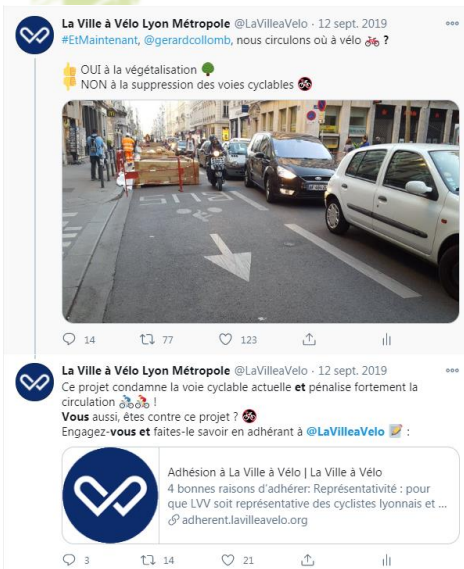 La Ville à Vélo Lyon Métropole @LaVilleaVelo · 12 sept. 2019
#EtMaintenant, @gerardcollomb, nous circulons où à vélo 🚲 ?
👍 OUI à la végétalisation 🌳
👎 NON à la suppression des voies cyclables 🚳
BUS
14 77 123
La Ville à Vélo Lyon Métropole @LaVilleaVelo · 12 sept. 2019
Ce projet condamne la voie cyclable actuelle et pénalise fortement la
circulation 🚴🚴 !
Vous aussi, êtes contre ce projet ? 🚳
Engagez-vous et faites-le savoir en adhérant à @LaVilleaVelo 📝 :
Adhésion à La Ville à Vélo | La Ville à Vélo
4 bonnes raisons d'adhérer: Représentativité : pour
que LVV soit représentative des cyclistes lyonnais et ...
adherent.lavilleavelo.org
3 14 21